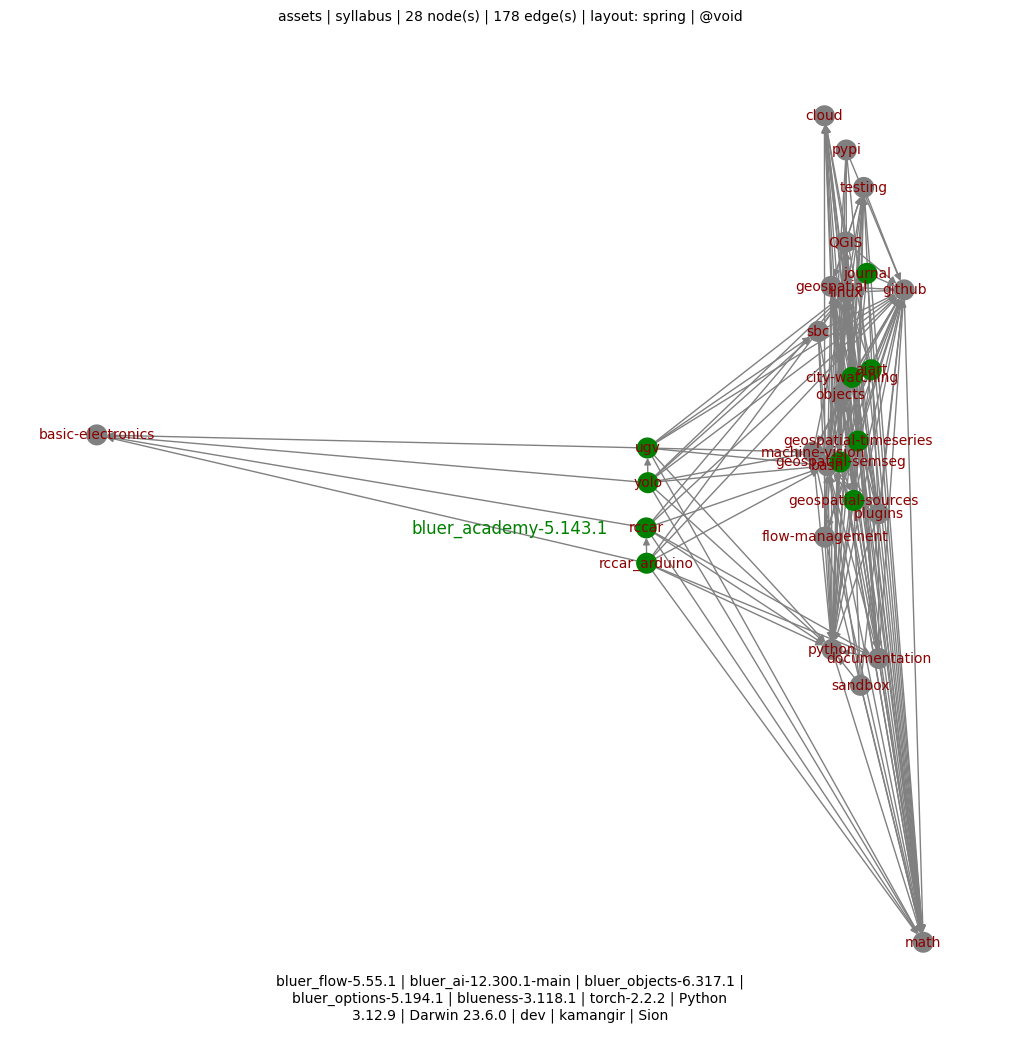 assets | syllabus | 28 node(s) | 178 edge(s) | layout: spring | @void
cloud
pypi
testing
QGIS
journal
geospatial
linux
github
sbc
aiart
city-watching
objects
basic-electronics
geospatial-timeseries
ugv
machine-vision
geospatial-semseg
bash
yolo
geospatial-sources
plugins
rccar
bluer_academy-5.143.1
flow-management
rccar_arduino
python
documentation
sandbox
math
bluer_flow-5.55.1 | bluer_ai-12.300.1-main | bluer_objects-6.317.1 |
bluer_options-5.194.1 | blueness-3.118.1 | torch-2.2.2 | Python
3.12.9 | Darwin 23.6.0 | dev | kamangir | Sion